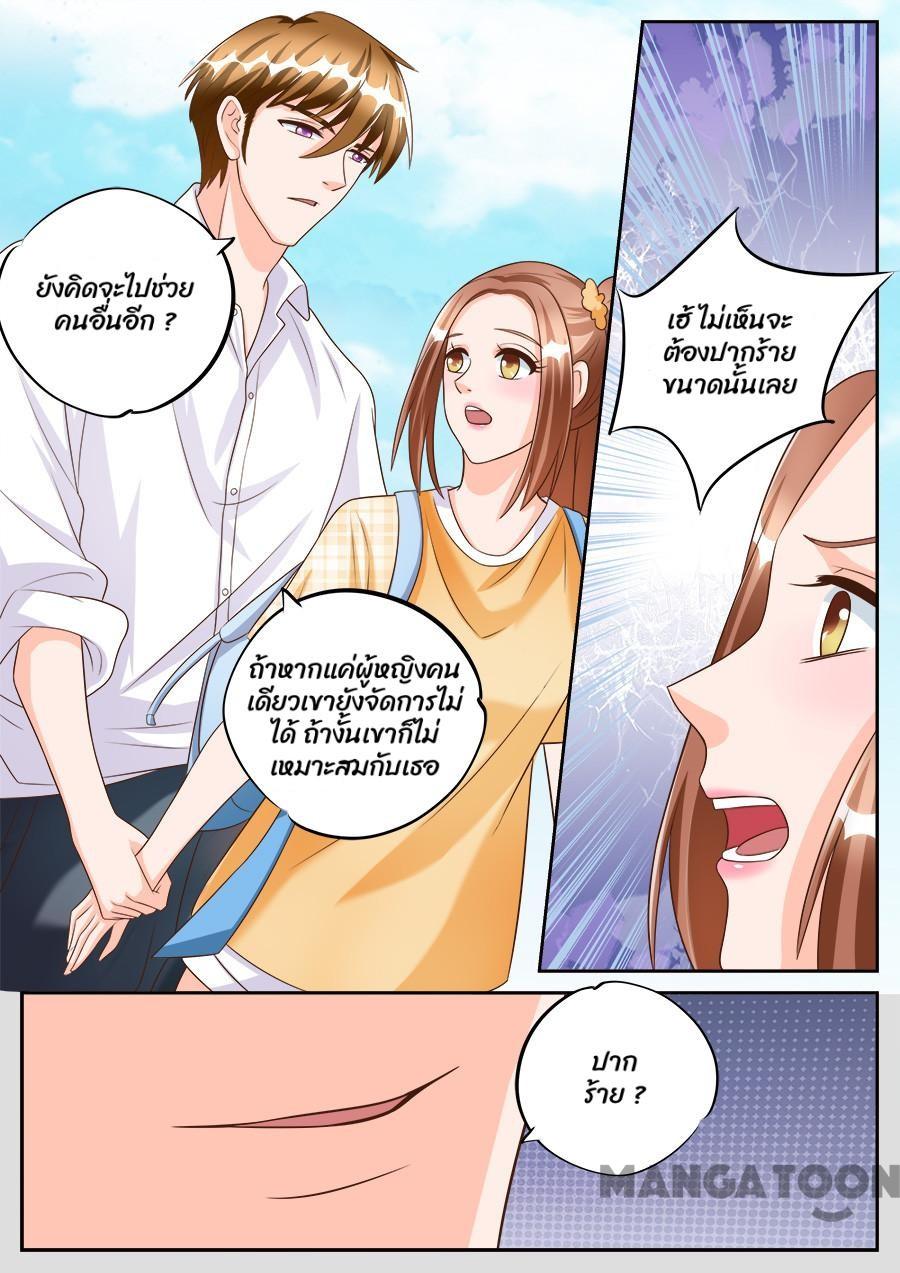 ยังคิดจะไปช่วย
คนอื่นอีก ?
ถ้าหากแค่ผู้หญิงคน
เดียวเขายังจัดการไม่
ได้ ถ้างั้นเขาก็ไม่
เหมาะสมกับเธอ
เฮ้ ไม่เห็นจะ
ต้องปากร้าย
ขนาดนั้นเลย
ปาก
ร้าย ?
MANGA TOON